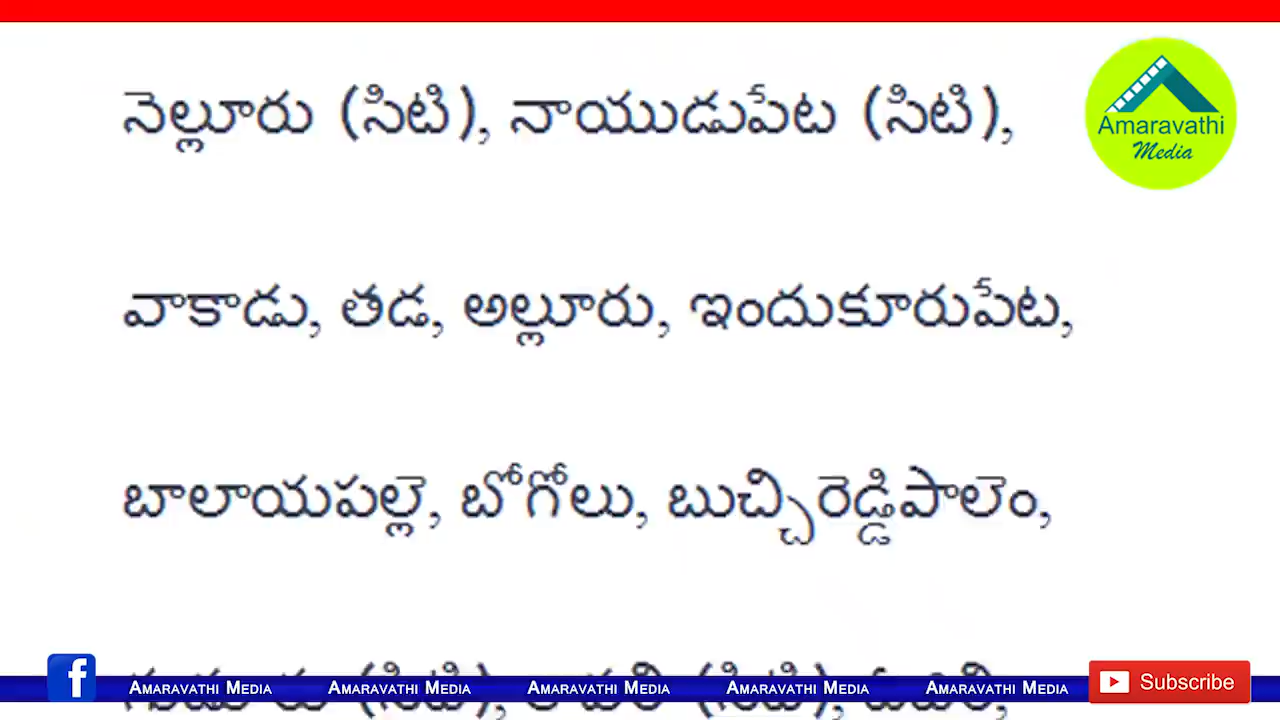 నెల్లూరు (సిటి), నాయుడుపేట (సిటి),
Amaravathi
Media
వాకాడు, తడ, అల్లూరు, ఇందుకూరుపేట,
బాలాయపల్లె, బోగోలు, బుచ్చిరెడ్డిపాలెం,
(సిటి), (సిటి),
f AMARAVATHI MEDIA AMARAVATHI MEDIA AMARAVATHI MEDIA AMARAVATHI MEDIA AMARAVATHI MEDIA Subscribe